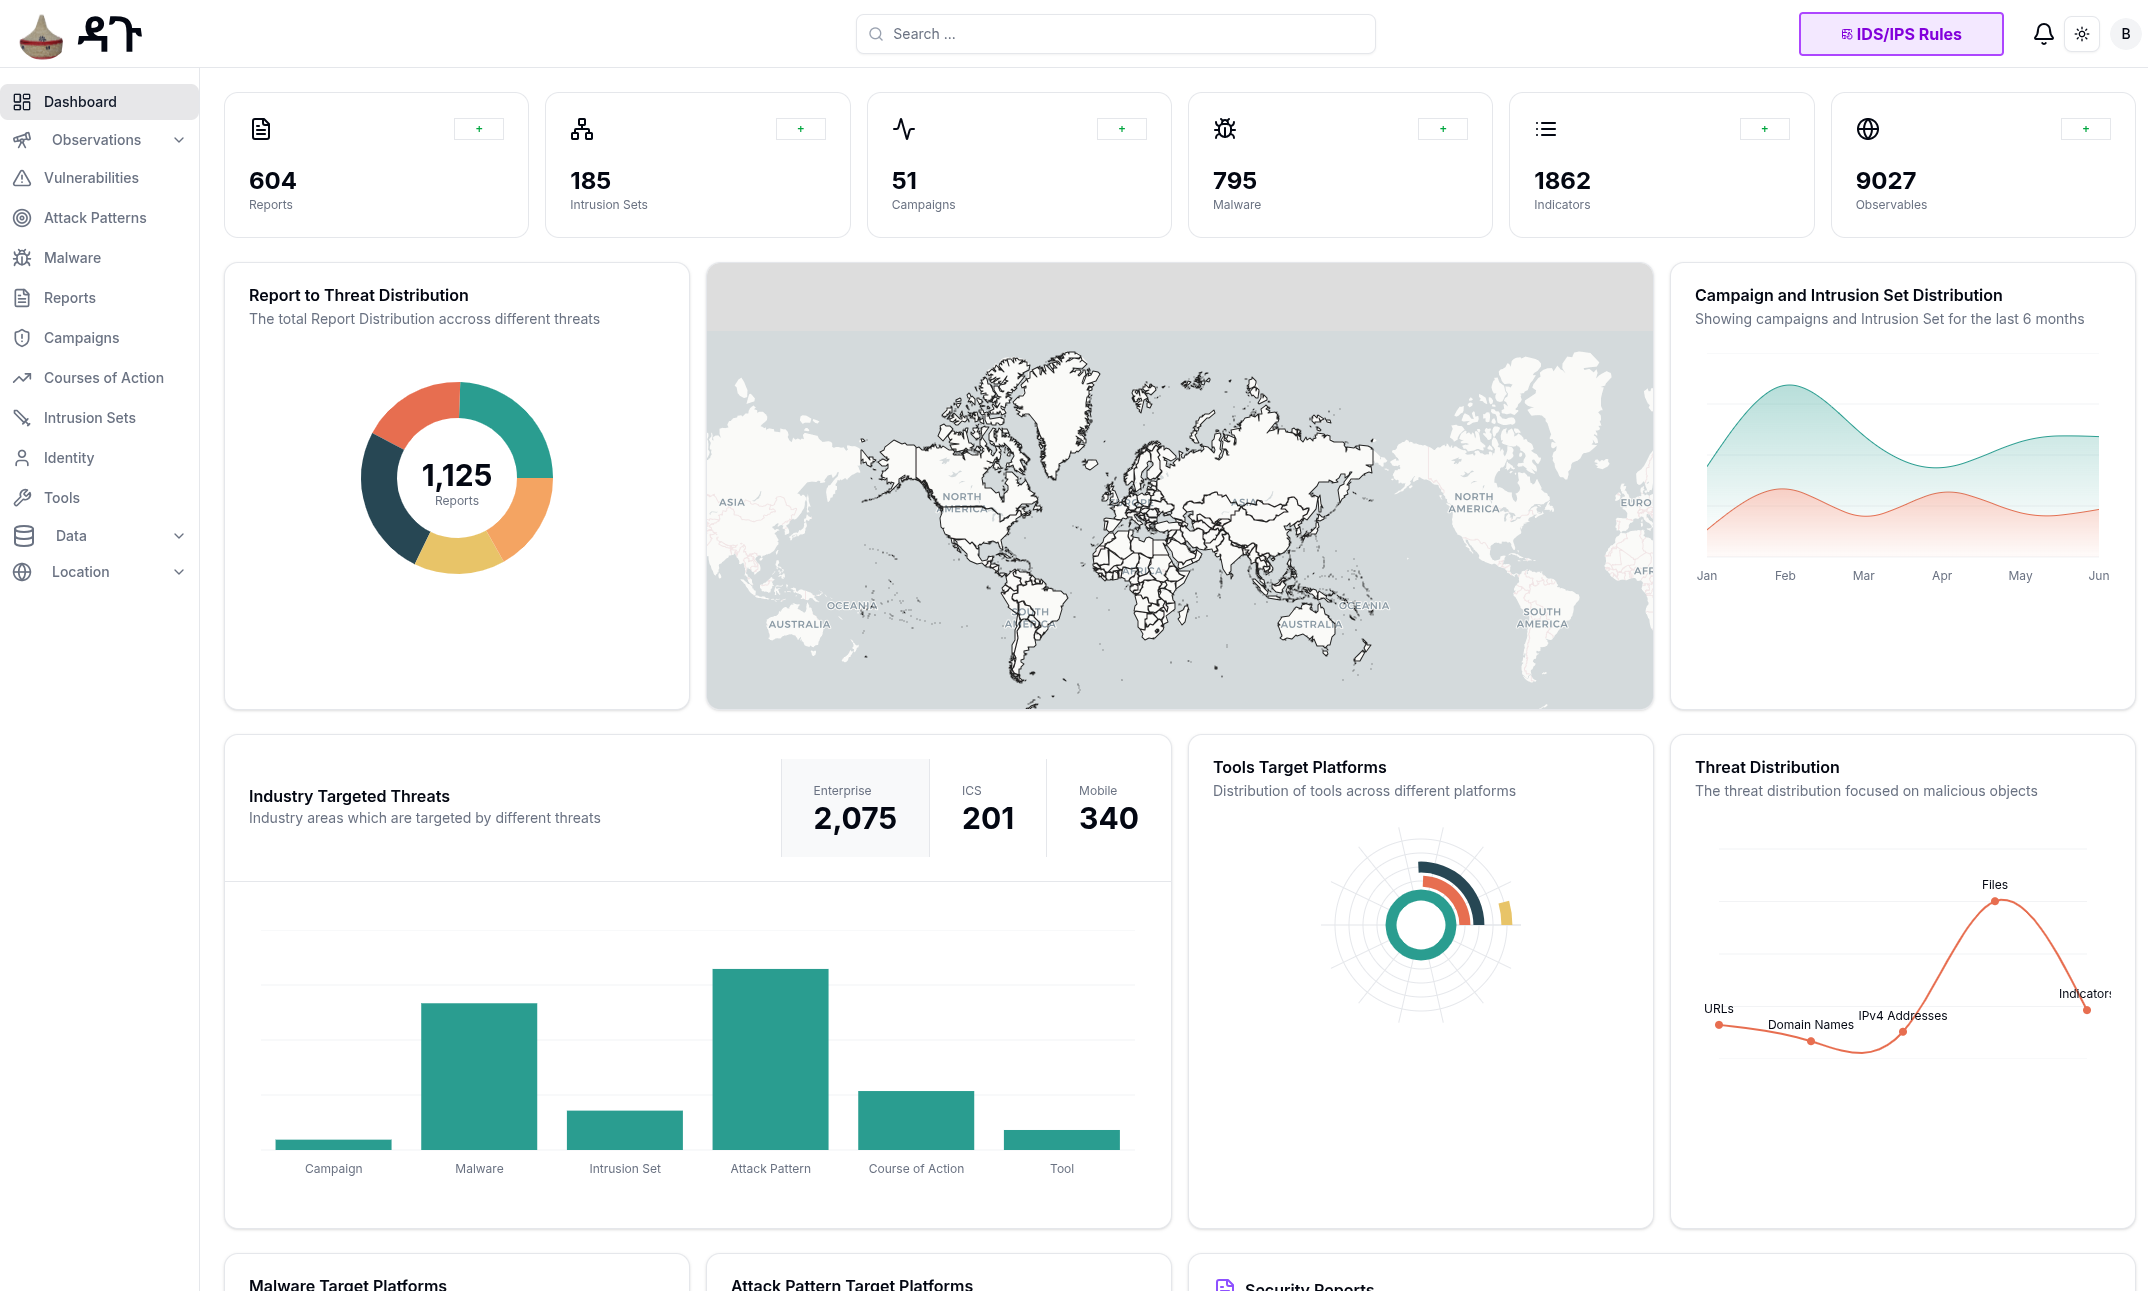 ዳጉ
Search ...
IDS/IPS Rules
B
Dashboard
Observations
Vulnerabilities
Attack Patterns
Malware
Reports
Campaigns
Courses of Action
Intrusion Sets
Identity
Tools
Data
Location
+
604
Reports
+
185
Intrusion Sets
+
51
Campaigns
+
795
Malware
+
1862
Indicators
+
9027
Observables
Report to Threat Distribution
The total Report Distribution accross different threats
1,125
Reports
ASIA
NORTH
AMERICA
ASIA
NORTH
AMERICA
EURO
AFRICA
AFR
OCEANIA
AUSTRALIA
SOUTH
AMERICA
OCEANIA
AUSTRALIA
SOUTH
AMERICA
Campaign and Intrusion Set Distribution
Showing campaigns and Intrusion Set for the last 6 months
Jan Feb Mar Apr May Jun
Industry Targeted Threats
Industry areas which are targeted by different threats
Enterprise
2,075
ICS
201
Mobile
340
Campaign Malware Intrusion Set Attack Pattern Course of Action Tool
Tools Target Platforms
Distribution of tools across different platforms
Threat Distribution
The threat distribution focused on malicious objects
Files
Indicators
URLs
IPv4 Addresses
Domain Names
Malware Target Platforms
Attack Pattern Target Platforms
Security Reports